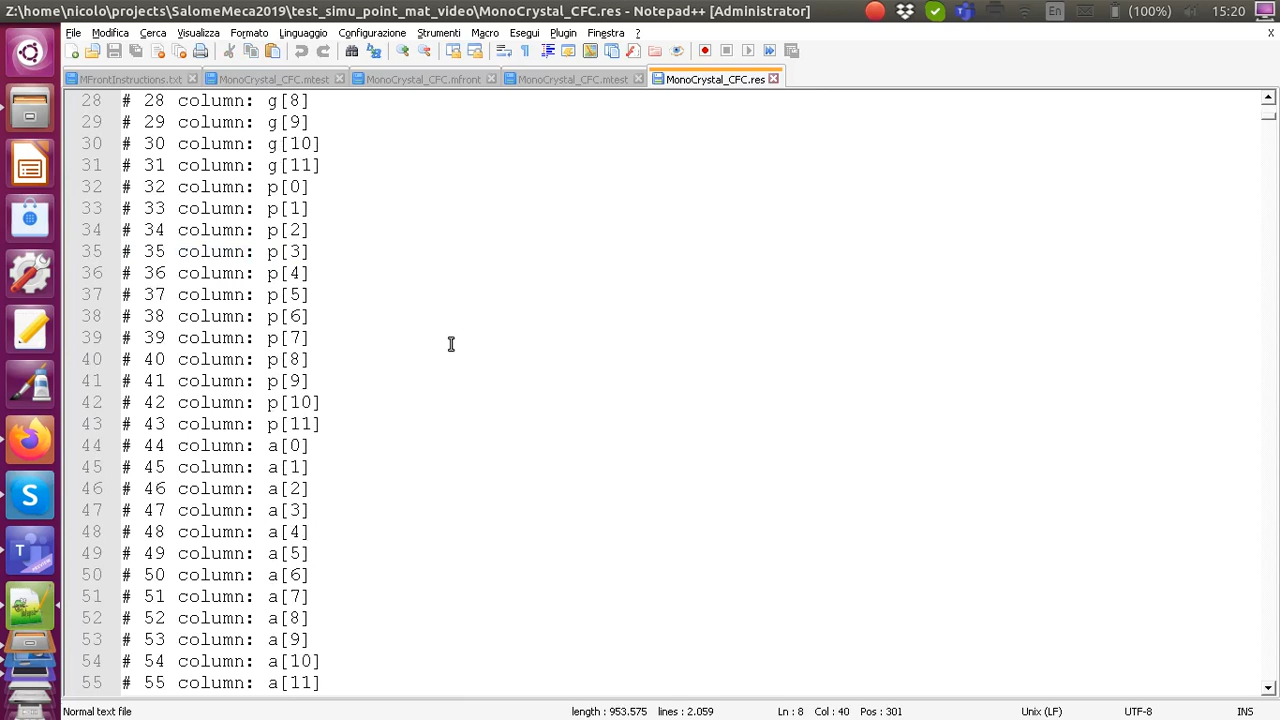 Z:\home\nicolo\projects\SalomeMeca2019\test_simu_point_mat_video\MonoCrystal_CFC.res - Notepad++ [Administrator]
En
(100%)
15:20
File Modifica Cerca Visualizza Formato Linguaggio Configurazione Strumenti Macro Esegui Plugin Finestra ?
X
MFrontInstructions.txt MonoCrystal_CFC.mtest MonoCrystal_CFC.mfront MonoCrystal_CFC.mtest MonoCrystal_CFC.res
28 # 28 column: g[8]
29 # 29 column: g[9]
30 # 30 column: g[10]
31 # 31 column: g[11]
32 # 32 column: p[0]
33 # 33 column: p[1]
34 # 34 column: p[2]
35 # 35 column: p[3]
36 # 36 column: p[4]
37 # 37 column: p[5]
38 # 38 column: p[6]
39 # 39 column: p[7]
40 # 40 column: p[8]
41 # 41 column: p[9]
42 # 42 column: p[10]
43 # 43 column: p[11]
44 # 44 column: a[0]
45 # 45 column: a[1]
46 # 46 column: a[2]
47 # 47 column: a[3]
48 # 48 column: a[4]
49 # 49 column: a[5]
50 # 50 column: a[6]
51 # 51 column: a[7]
52 # 52 column: a[8]
53 # 53 column: a[9]
54 # 54 column: a[10]
55 # 55 column: a[11]
Normal text file length : 953.575 lines : 2.059 Ln : 8 Col : 40 Pos : 301 Unix (LF) UTF-8 INS